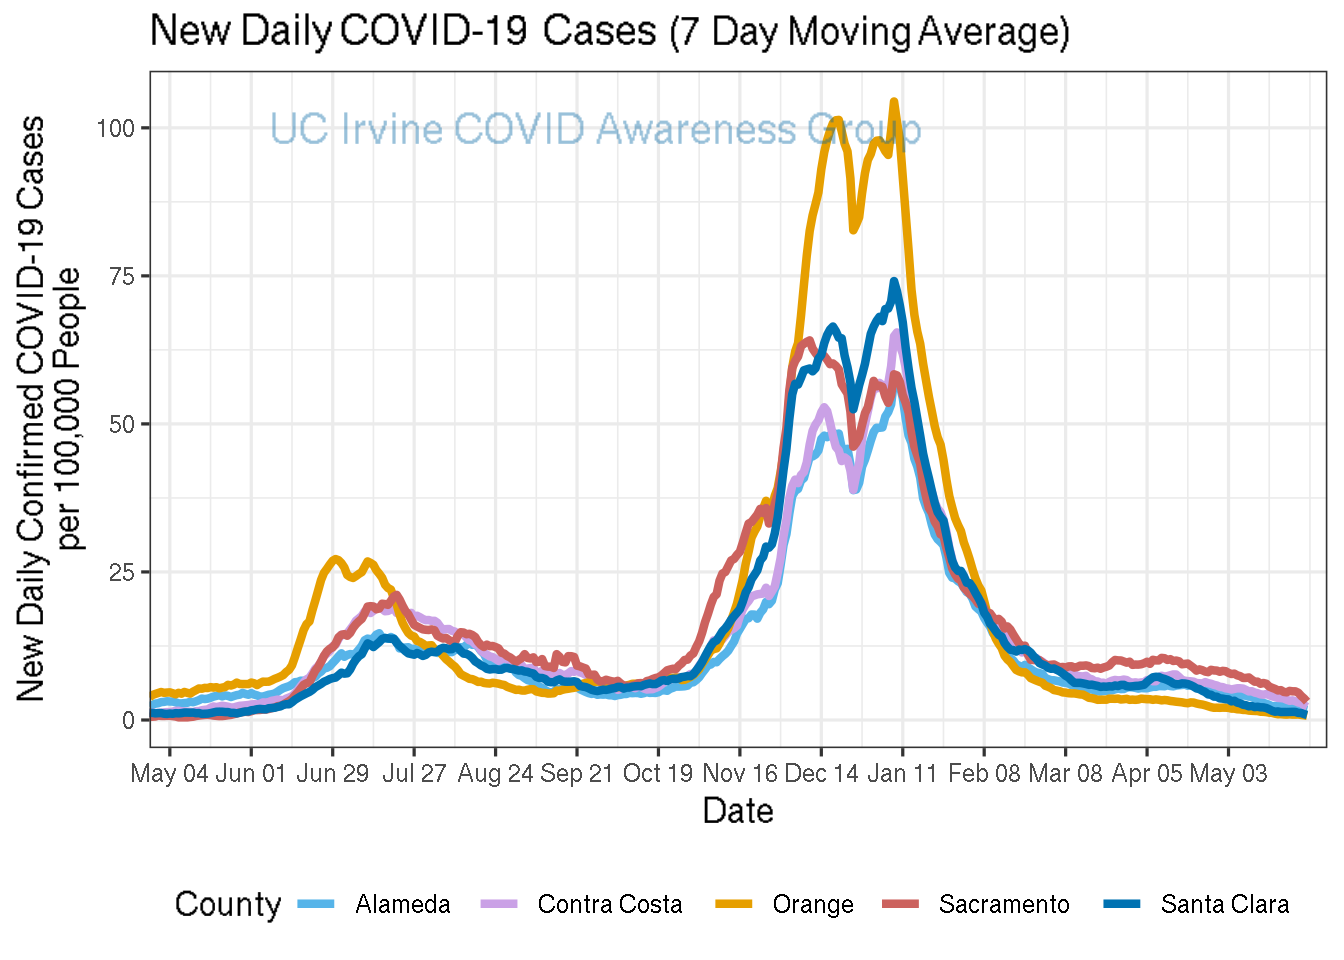 New Daily COVID-19 Cases (7 Day Moving Average)
UC Irvine COVID Awareness Group
New Daily Confirmed COVID-19 Cases
per 100,000 People
100
75
50
25
0
May 04 Jun 01 Jun 29 Jul 27 Aug 24 Sep 21 Oct 19 Nov 16 Dec 14 Jan 11 Feb 08 Mar 08 Apr 05 May 03
Date
County Alameda Contra Costa Orange Sacramento Santa Clara